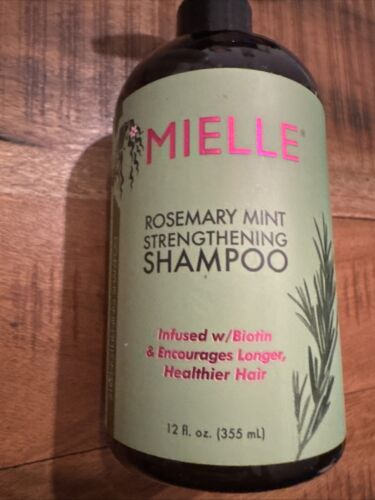 MIELLE®
ROSEMARY MINT
STRENGTHENING
SHAMPOO
Infused w/Biotin
& Encourages Longer,
Healthier Hair
12 fl. oz. (355 mL)